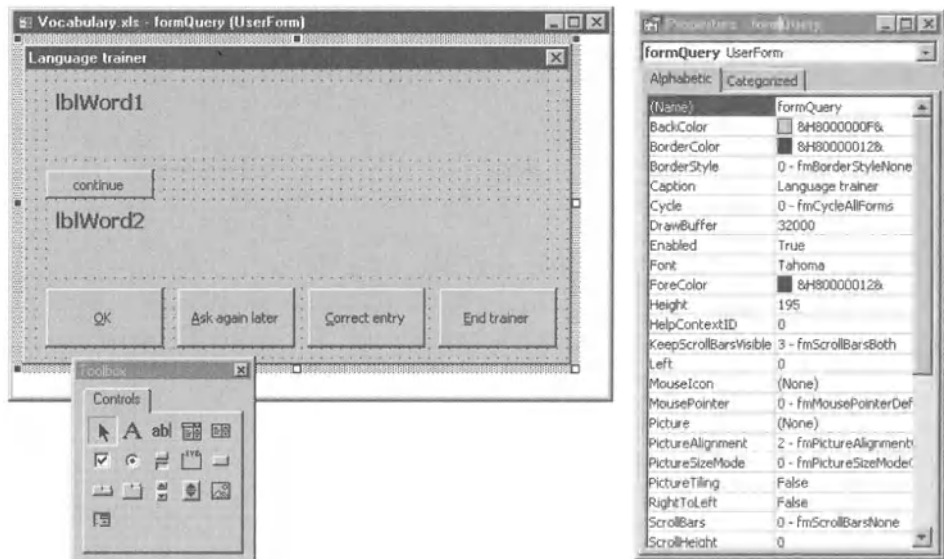 Vocabulary.xls - formQuery (UserForm)
Language trainer
lblWord1
continue
lblWord2
OK
Ask again later
Correct entry
End trainer
Toolbox
Controls
A
ab
XYZ
Properties - formQuery
formQuery UserForm
Alphabetic Categorized
(Name) formQuery
BackColor &H8000000F&
BorderColor &H80000012&
BorderStyle 0 - fmBorderStyleNone
Caption Language trainer
Cycle 0 - fmCycleAllForms
DrawBuffer 32000
Enabled True
Font Tahoma
ForeColor &H80000012&
Height 195
HelpContextID 0
KeepScrollBarsVisible 3 - fmScrollBarsBoth
Left 0
MouseIcon (None)
MousePointer 0 - fmMousePointerDef
Picture (None)
PictureAlignment 2 - fmPictureAlignment
PictureSizeMode 0 - fmPictureSizeMode
PictureTiling False
RightToLeft False
ScrollBars 0 - fmScrollBarsNone
ScrollHeight 0